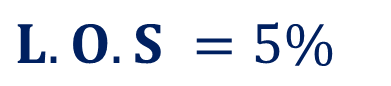 L. O. S = 5%